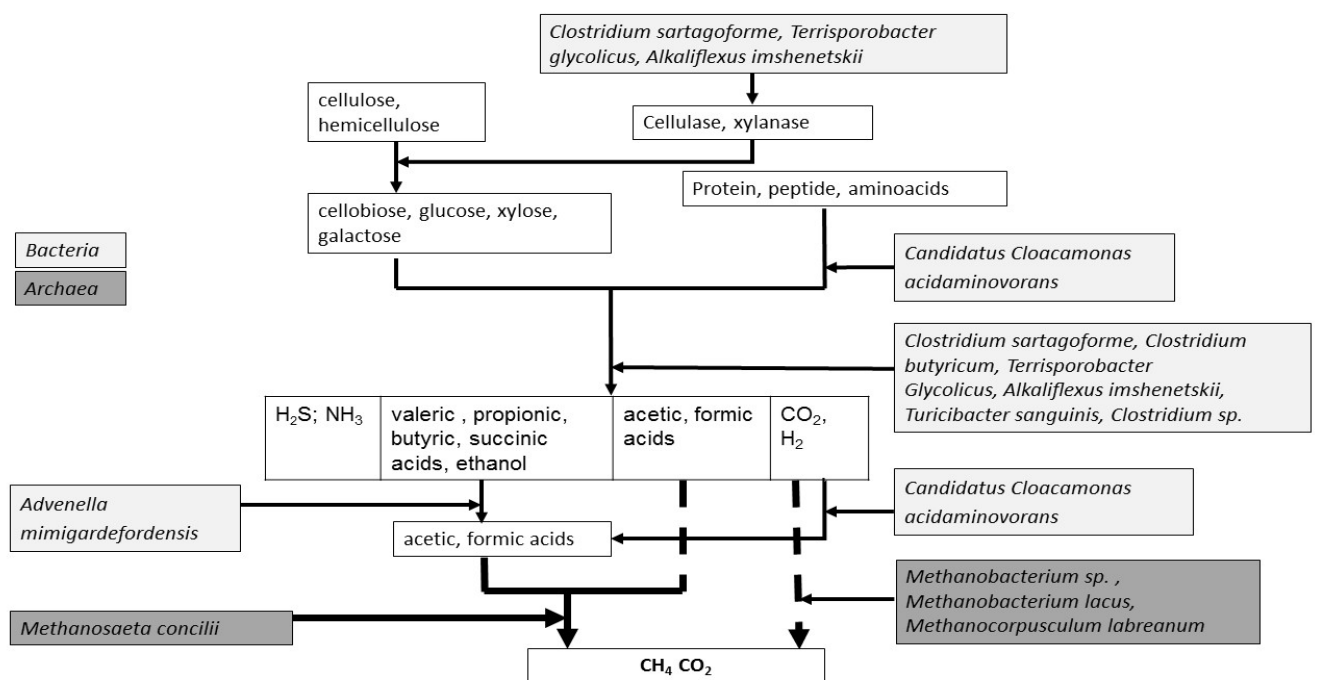 Clostridium sartagoforme, Terrisporobacter
glycolicus, Alkaliflexus imshenetskii
cellulose,
hemicellulose
Cellulase, xylanase
Protein, peptide, aminoacids
cellobiose, glucose, xylose,
galactose
Bacteria
Archaea
Candidatus Cloacamonas
acidaminovorans
Clostridium sartagoforme, Clostridium
butyricum, Terrisporobacter
Glycolicus, Alkaliflexus imshenetskii,
Turicibacter sanguinis, Clostridium sp.
H₂S; NH₃
valeric , propionic,
butyric, succinic
acids, ethanol
acetic, formic
acids
CO₂,
H₂
Advenella
mimigardefordensis
Candidatus Cloacamonas
acidaminovorans
acetic, formic acids
Methanobacterium sp. ,
Methanobacterium lacus,
Methanocorpusculum labreanum
Methanosaeta concilii
CH₄ CO₂